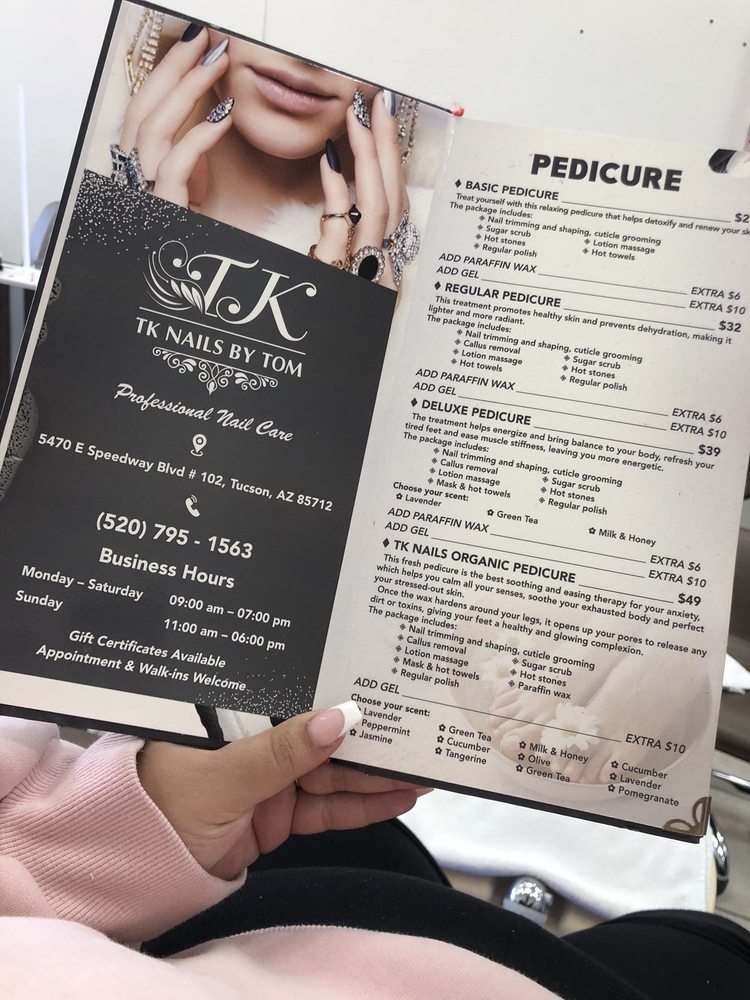 TK
TK NAILS BY TOM
Professional Nail Care
5470 E Speedway Blvd # 102, Tucson, AZ 85712
(520) 795 - 1563
Business Hours
Monday – Saturday 09:00 am – 07:00 pm
Sunday 11:00 am – 06:00 pm
Gift Certificates Available
Appointment & Walk-ins Welcome
PEDICURE
♦ BASIC PEDICURE
Treat yourself with this relaxing pedicure that helps detoxify and renew your
The package includes:
❖ Nail trimming and shaping, cuticle grooming
❖ Sugar scrub ❖ Lotion massage
❖ Hot stones ❖ Hot towels
❖ Regular polish
ADD PARAFFIN WAX EXTRA $6
ADD GEL EXTRA $10
♦ REGULAR PEDICURE $32
This treatment promotes healthy skin and prevents dehydration, making it
lighter and more radiant.
The package includes:
❖ Nail trimming and shaping, cuticle grooming
❖ Callus removal ❖ Sugar scrub
❖ Lotion massage ❖ Hot stones
❖ Hot towels ❖ Regular polish
ADD PARAFFIN WAX EXTRA $6
ADD GEL EXTRA $10
♦ DELUXE PEDICURE $39
The treatment helps energize and bring balance to your body, refresh your
tired feet and ease muscle stiffness, leaving you more energetic.
The package includes:
❖ Nail trimming and shaping, cuticle grooming
❖ Callus removal ❖ Sugar scrub
❖ Lotion massage ❖ Hot stones
❖ Mask & hot towels ❖ Regular polish
Choose your scent:
✿ Lavender ✿ Green Tea ✿ Milk & Honey
ADD PARAFFIN WAX EXTRA $6
ADD GEL EXTRA $10
♦ TK NAILS ORGANIC PEDICURE $49
This fresh pedicure is the best soothing and easing therapy for your anxiety,
which helps you calm all your senses, soothe your exhausted body and perfect
your stressed-out skin.
Once the wax hardens around your legs, it opens up your pores to release any
dirt or toxins, giving your feet a healthy and glowing complexion.
The package includes:
❖ Nail trimming and shaping, cuticle grooming
❖ Callus removal ❖ Sugar scrub
❖ Lotion massage ❖ Hot stones
❖ Mask & hot towels ❖ Paraffin wax
❖ Regular polish
ADD GEL EXTRA $10
Choose your scent:
Lavender ✿ Green Tea ✿ Milk & Honey ✿ Cucumber
Peppermint ✿ Cucumber ✿ Olive ✿ Lavender
✿ Jasmine ✿ Tangerine ✿ Green Tea ✿ Pomegranate